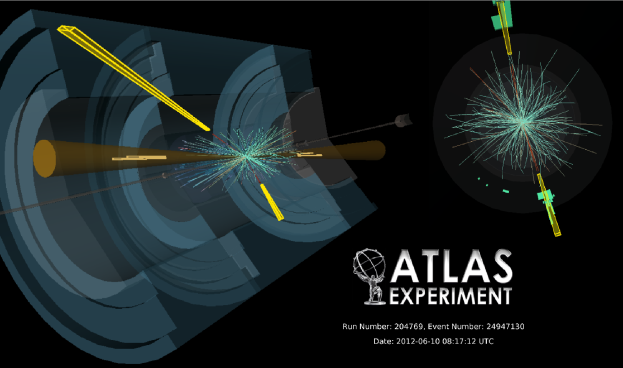 ATLAS
EXPERIMENT
Run Number: 204769, Event Number: 24947130
Date: 2012-06-10 08:17:12 UTC